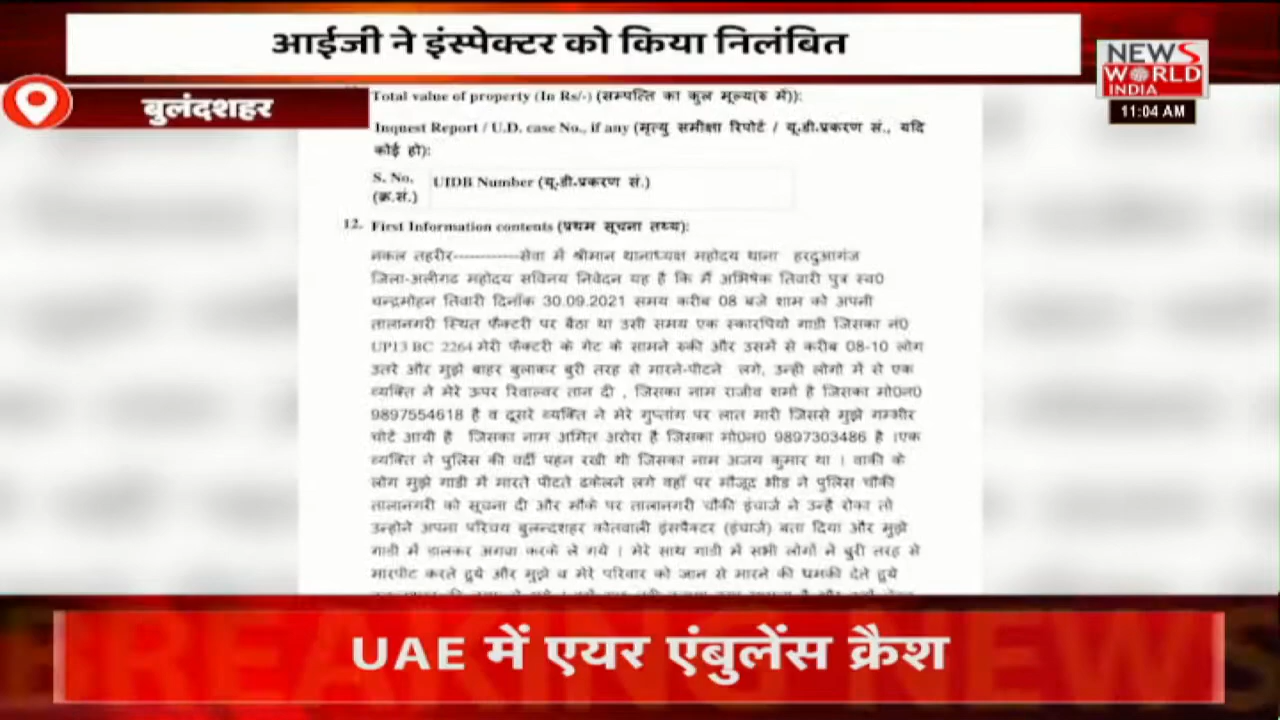 आईजी ने इंस्पेक्टर को किया निलंबित
NEWS
WORLD
INDIA
11:04 AM
बुलंदशहर
Total value of property (In Rs/-) (सम्पत्ति का कुल मूल्य(रु में)):
Inquest Report / U.D. case No., if any (मृत्यु समीक्षा रिपोर्ट / यू.डी.प्रकरण सं., यदि
कोई हो):
S. No. UIDB Number (यू.डी.प्रकरण सं.)
(क्र.सं.)
12. First Information contents (प्रथम सूचना तथ्य):
नकल तहरीर------------सेवा में श्रीमान थानाध्यक्ष महोदय थाना हरदुआगंज
जिला-अलीगढ महोदय सविनय निवेदन यह है कि मैं अभिषेक तिवारी पुत्र स्व0
चन्द्रमोहन तिवारी दिनाँक 30.09.2021 समय करीब 08 बजे शाम को अपनी
तालानगरी स्थित फैक्टरी पर बैठा था उसी समय एक स्कारपियो गाडी जिसका नं0
UP13 BC 2264 मेरी फैक्टरी के गेट के सामने रुकी और उसमें से करीब 08-10 लोग
उतरे और मुझे बाहर बुलाकर बुरी तरह से मारने-पीटने लगे, उन्ही लोगों में से एक
व्यक्ति ने मेरे ऊपर रिवाल्वर तान दी , जिसका नाम राजीव शर्मा है जिसका मो0न0
9897554618 है व दूसरे व्यक्ति ने मेरे गुप्तांग पर लात मारी जिससे मुझे गम्भीर
चोटें आयी है जिसका नाम अमित अरोरा है जिसका मो0न0 9897303486 है ।एक
व्यक्ति ने पुलिस की वर्दी पहन रखी थी जिसका नाम अजय कुमार था । वाकी के
लोग मुझे गाडी में मारते पीटते ढकेलने लगे वहाँ पर मौजूद भीड ने पुलिस चौकी
तालानगरी को सूचना दी और मौके पर तालानगरी चौकी इंचार्ज ने उन्हे रोका तो
उन्होने अपना परिचय बुलन्दशहर कोतवाली इंसपैक्टर (इंचार्ज) बता दिया और मुझे
गाडी में डालकर अगवा करके ले गये । मेरे साथ गाडी में सभी लोगों ने बुरी तरह से
मारपीट करते हुये और मुझे व मेरे परिवार को जान से मारने की धमकी देते हुये
BREAKING NEWS
UAE में एयर एंबुलेंस क्रैश